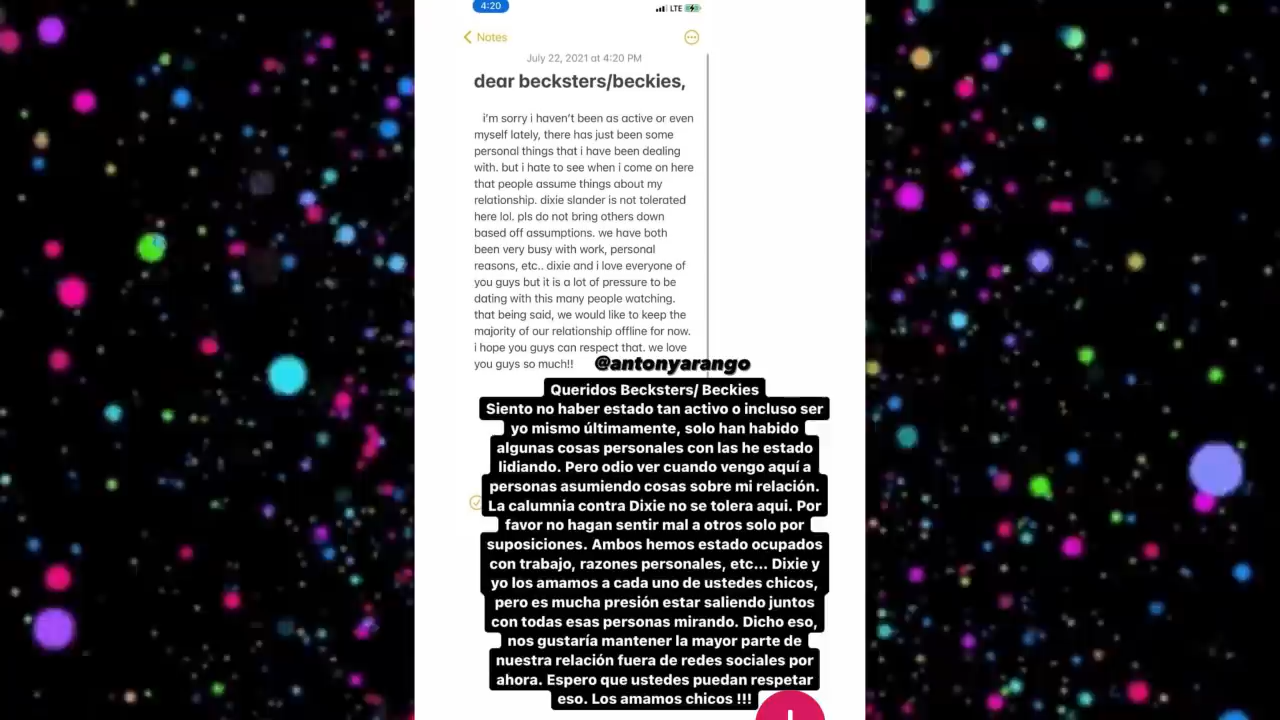 4:20
LTE
Notes
July 22, 2021 at 4:20 PM
dear becksters/beckies,
i'm sorry i haven't been as active or even
myself lately, there has just been some
personal things that i have been dealing
with. but i hate to see when i come on here
that people assume things about my
relationship. dixie slander is not tolerated
here lol. pls do not bring others down
based off assumptions. we have both
been very busy with work, personal
reasons, etc.. dixie and i love everyone of
you guys but it is a lot of pressure to be
dating with this many people watching.
that being said, we would like to keep the
majority of our relationship offline for now.
i hope you guys can respect that. we love
you guys so much!!
@antonyarango
Queridos Becksters/ Beckies
Siento no haber estado tan activo o incluso ser
yo mismo últimamente, solo han habido
algunas cosas personales con las he estado
lidiando. Pero odio ver cuando vengo aquí a
personas asumiendo cosas sobre mi relación.
La calumnia contra Dixie no se tolera aqui. Por
favor no hagan sentir mal a otros solo por
suposiciones. Ambos hemos estado ocupados
con trabajo, razones personales, etc... Dixie y
yo los amamos a cada uno de ustedes chicos,
pero es mucha presión estar saliendo juntos
con todas esas personas mirando. Dicho eso,
nos gustaría mantener la mayor parte de
nuestra relación fuera de redes sociales por
ahora. Espero que ustedes puedan respetar
eso. Los amamos chicos !!!